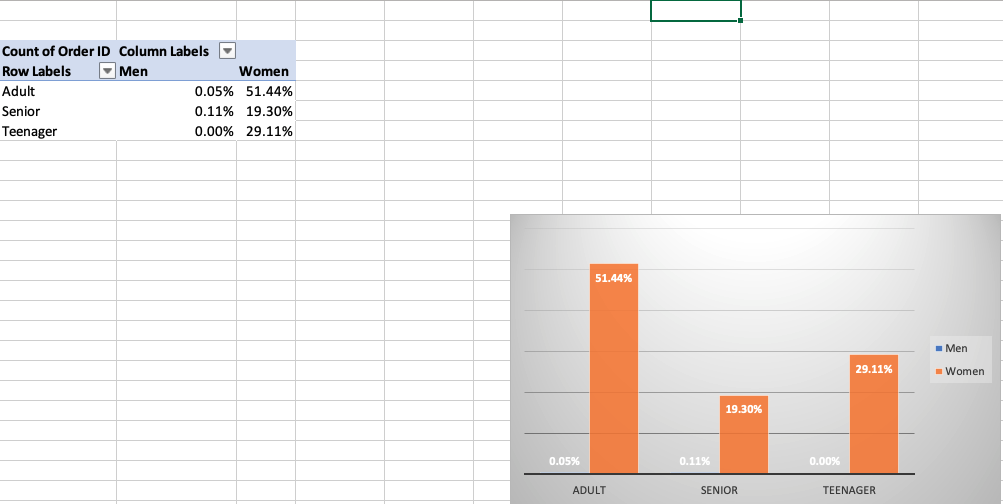 Count of Order ID Column Labels
Row Labels Men Women
Adult 0.05% 51.44%
Senior 0.11% 19.30%
Teenager 0.00% 29.11%
51.44%
29.11%
19.30%
0.05% 0.11% 0.00%
ADULT SENIOR TEENAGER
Men
Women